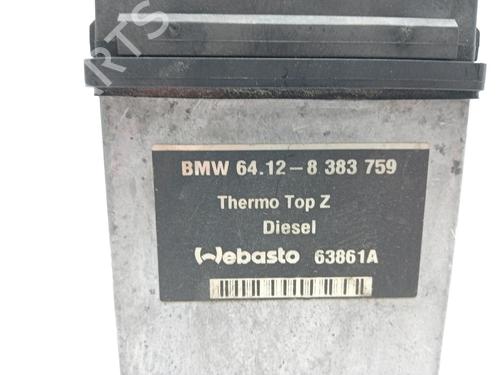 BMW 64.12-8 383 759
Thermo Top Z
Diesel
Webasto 63861A